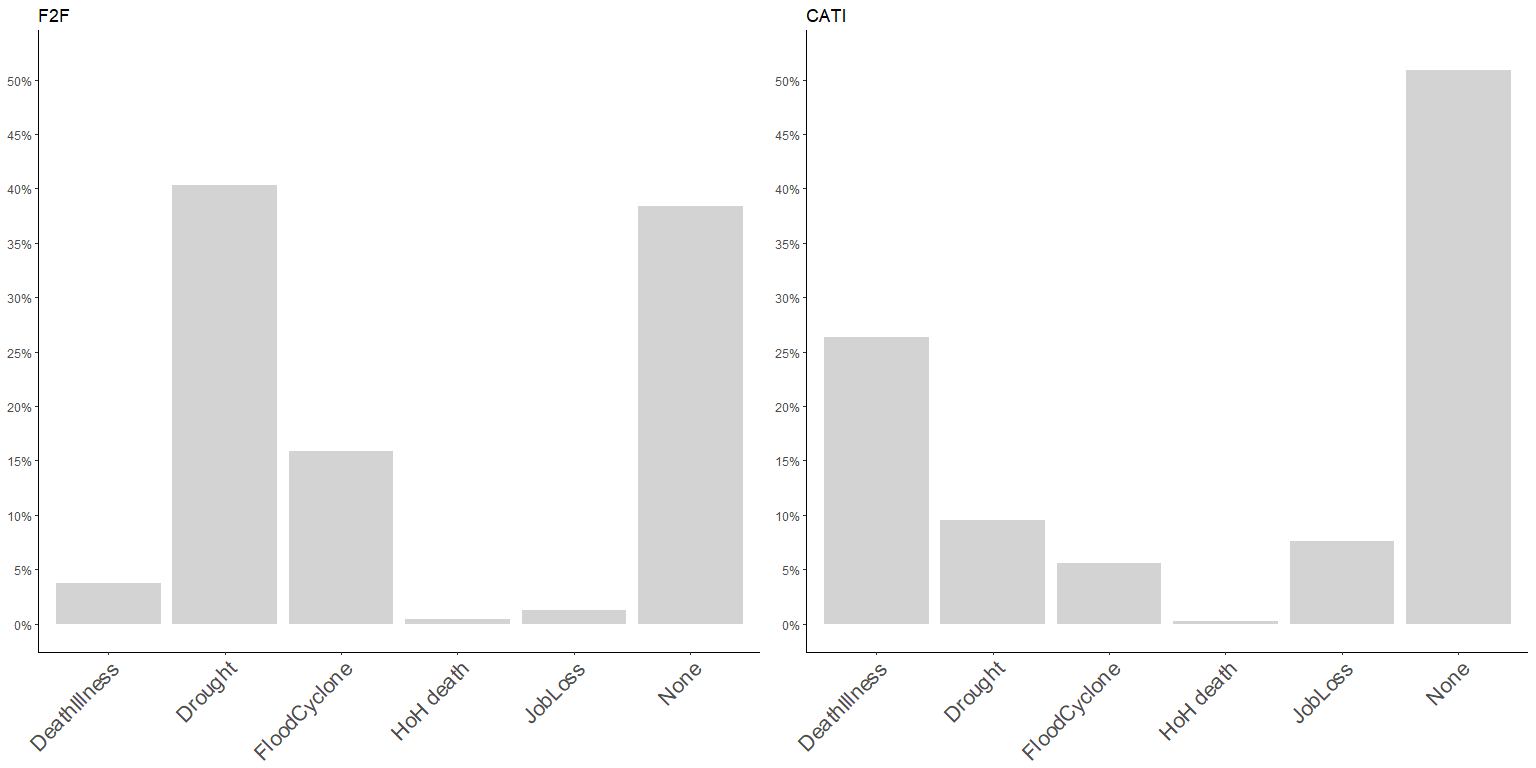 F2F
50%
45%
40%
35%
30%
25%
20%
15%
10%
5%
0%
DeathIllness
Drought
FloodCyclone
HoH death
JobLoss
None
CATI
50%
45%
40%
35%
30%
25%
20%
15%
10%
5%
0%
DeathIllness
Drought
FloodCyclone
HoH death
JobLoss
None